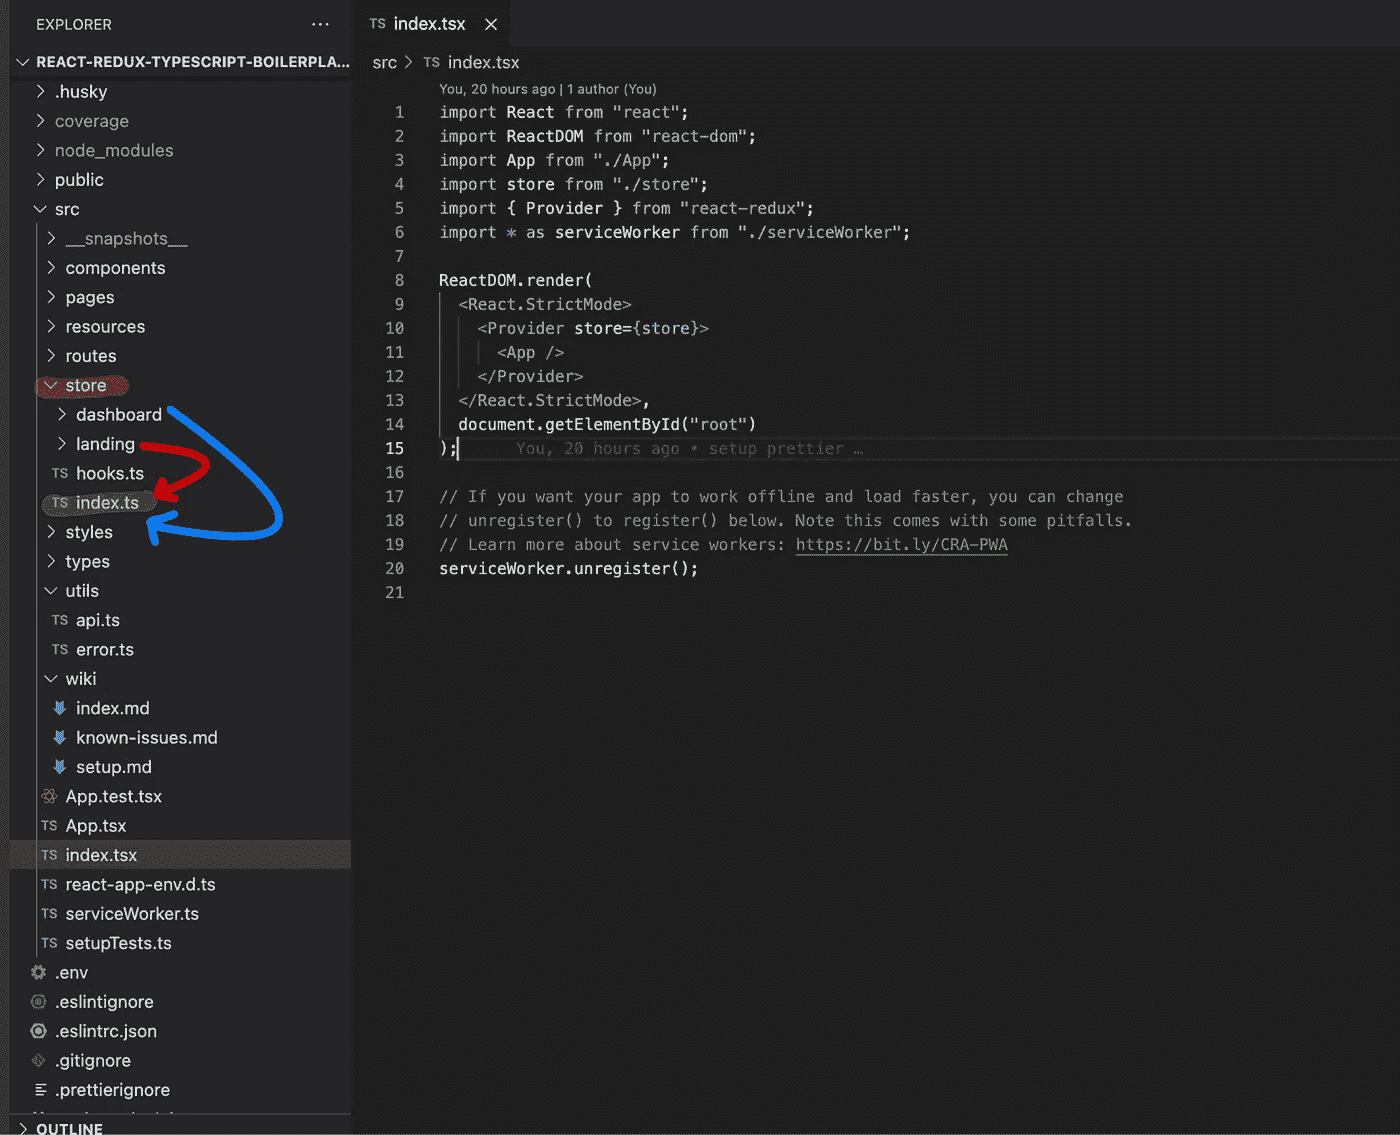 EXPLORER
REACT-REDUX-TYPESCRIPT-BOILERPLA...
.husky
coverage
node_modules
public
src
__snapshots__
components
pages
resources
routes
store
dashboard
landing
TS hooks.ts
TS index.ts
styles
types
utils
TS api.ts
TS error.ts
wiki
index.md
known-issues.md
setup.md
App.test.tsx
TS App.tsx
TS index.tsx
TS react-app-env.d.ts
TS serviceWorker.ts
TS setupTests.ts
.env
.eslintignore
.eslintrc.json
.gitignore
.prettierignore
OUTLINE
TS index.tsx
src > TS index.tsx
You, 20 hours ago | 1 author (You)
1 import React from "react";
2 import ReactDOM from "react-dom";
3 import App from "./App";
4 import store from "./store";
5 import { Provider } from "react-redux";
6 import * as serviceWorker from "./serviceWorker";
7
8 ReactDOM.render(
9 <React.StrictMode>
10 <Provider store={store}>
11 <App />
12 </Provider>
13 </React.StrictMode>,
14 document.getElementById("root")
15 ); You, 20 hours ago • setup prettier …
16
17 // If you want your app to work offline and load faster, you can change
18 // unregister() to register() below. Note this comes with some pitfalls.
19 // Learn more about service workers: https://bit.ly/CRA-PWA
20 serviceWorker.unregister();
21